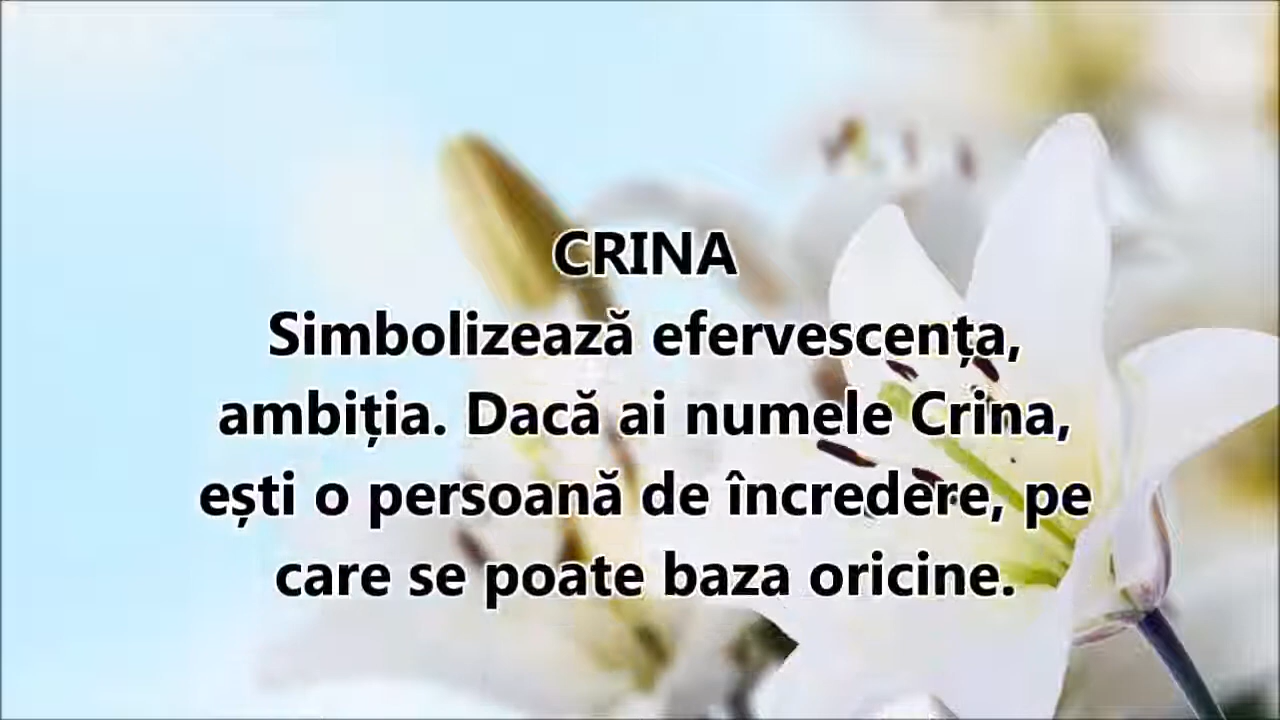 CRINA
Simbolizează efervescența,
ambiția. Dacă ai numele Crina,
ești o persoană de încredere, pe
care se poate baza oricine.